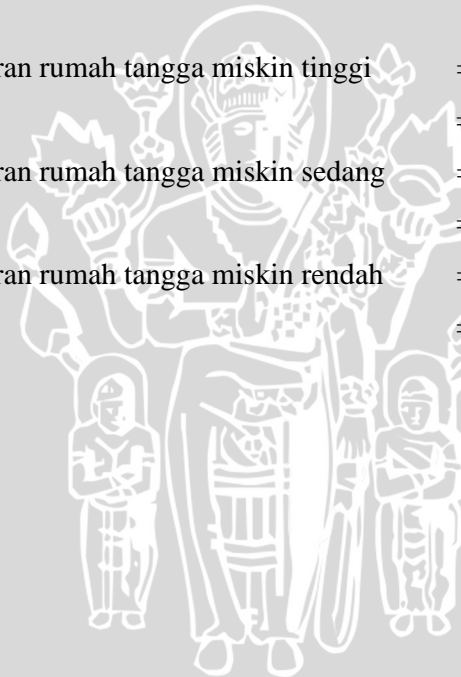 ran rumah tangga miskin tinggi =
=
ran rumah tangga miskin sedang =
=
ran rumah tangga miskin rendah =
=